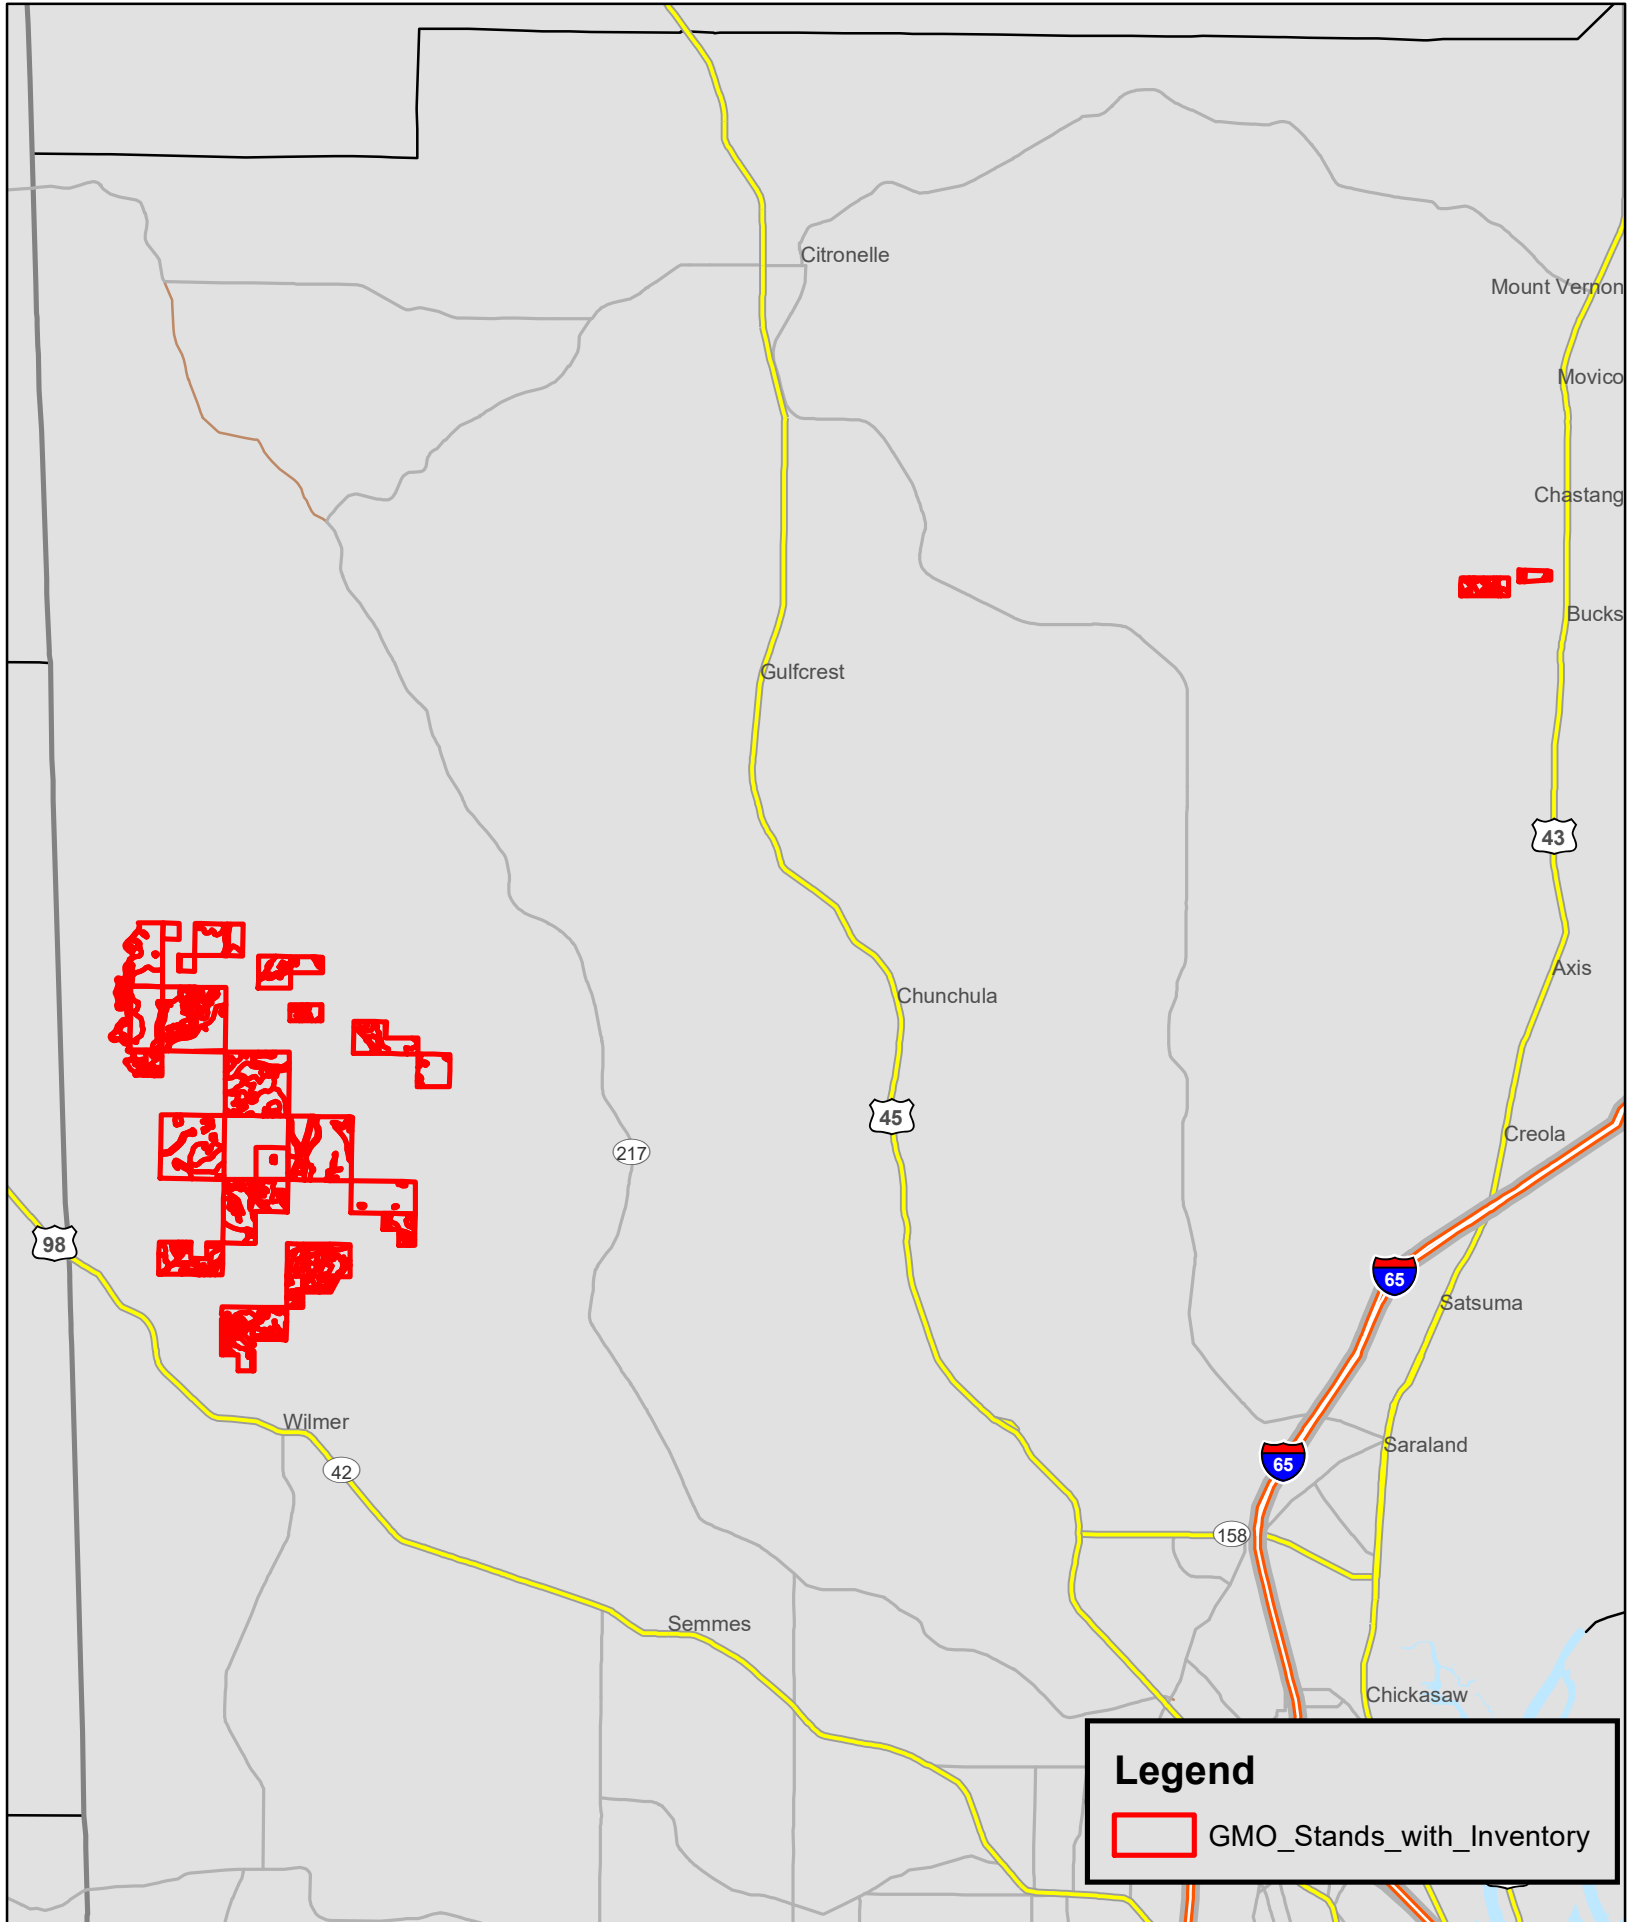 Citronelle
Mount Vernon
Movico
Chastang
Bucks
Gulfcrest
43
Axis
Chunchula
45
Creola
217
98
65
Satsuma
Wilmer
Saraland
65
42
158
Semmes
Chickasaw
Legend
GMO_Stands_with_Inventory